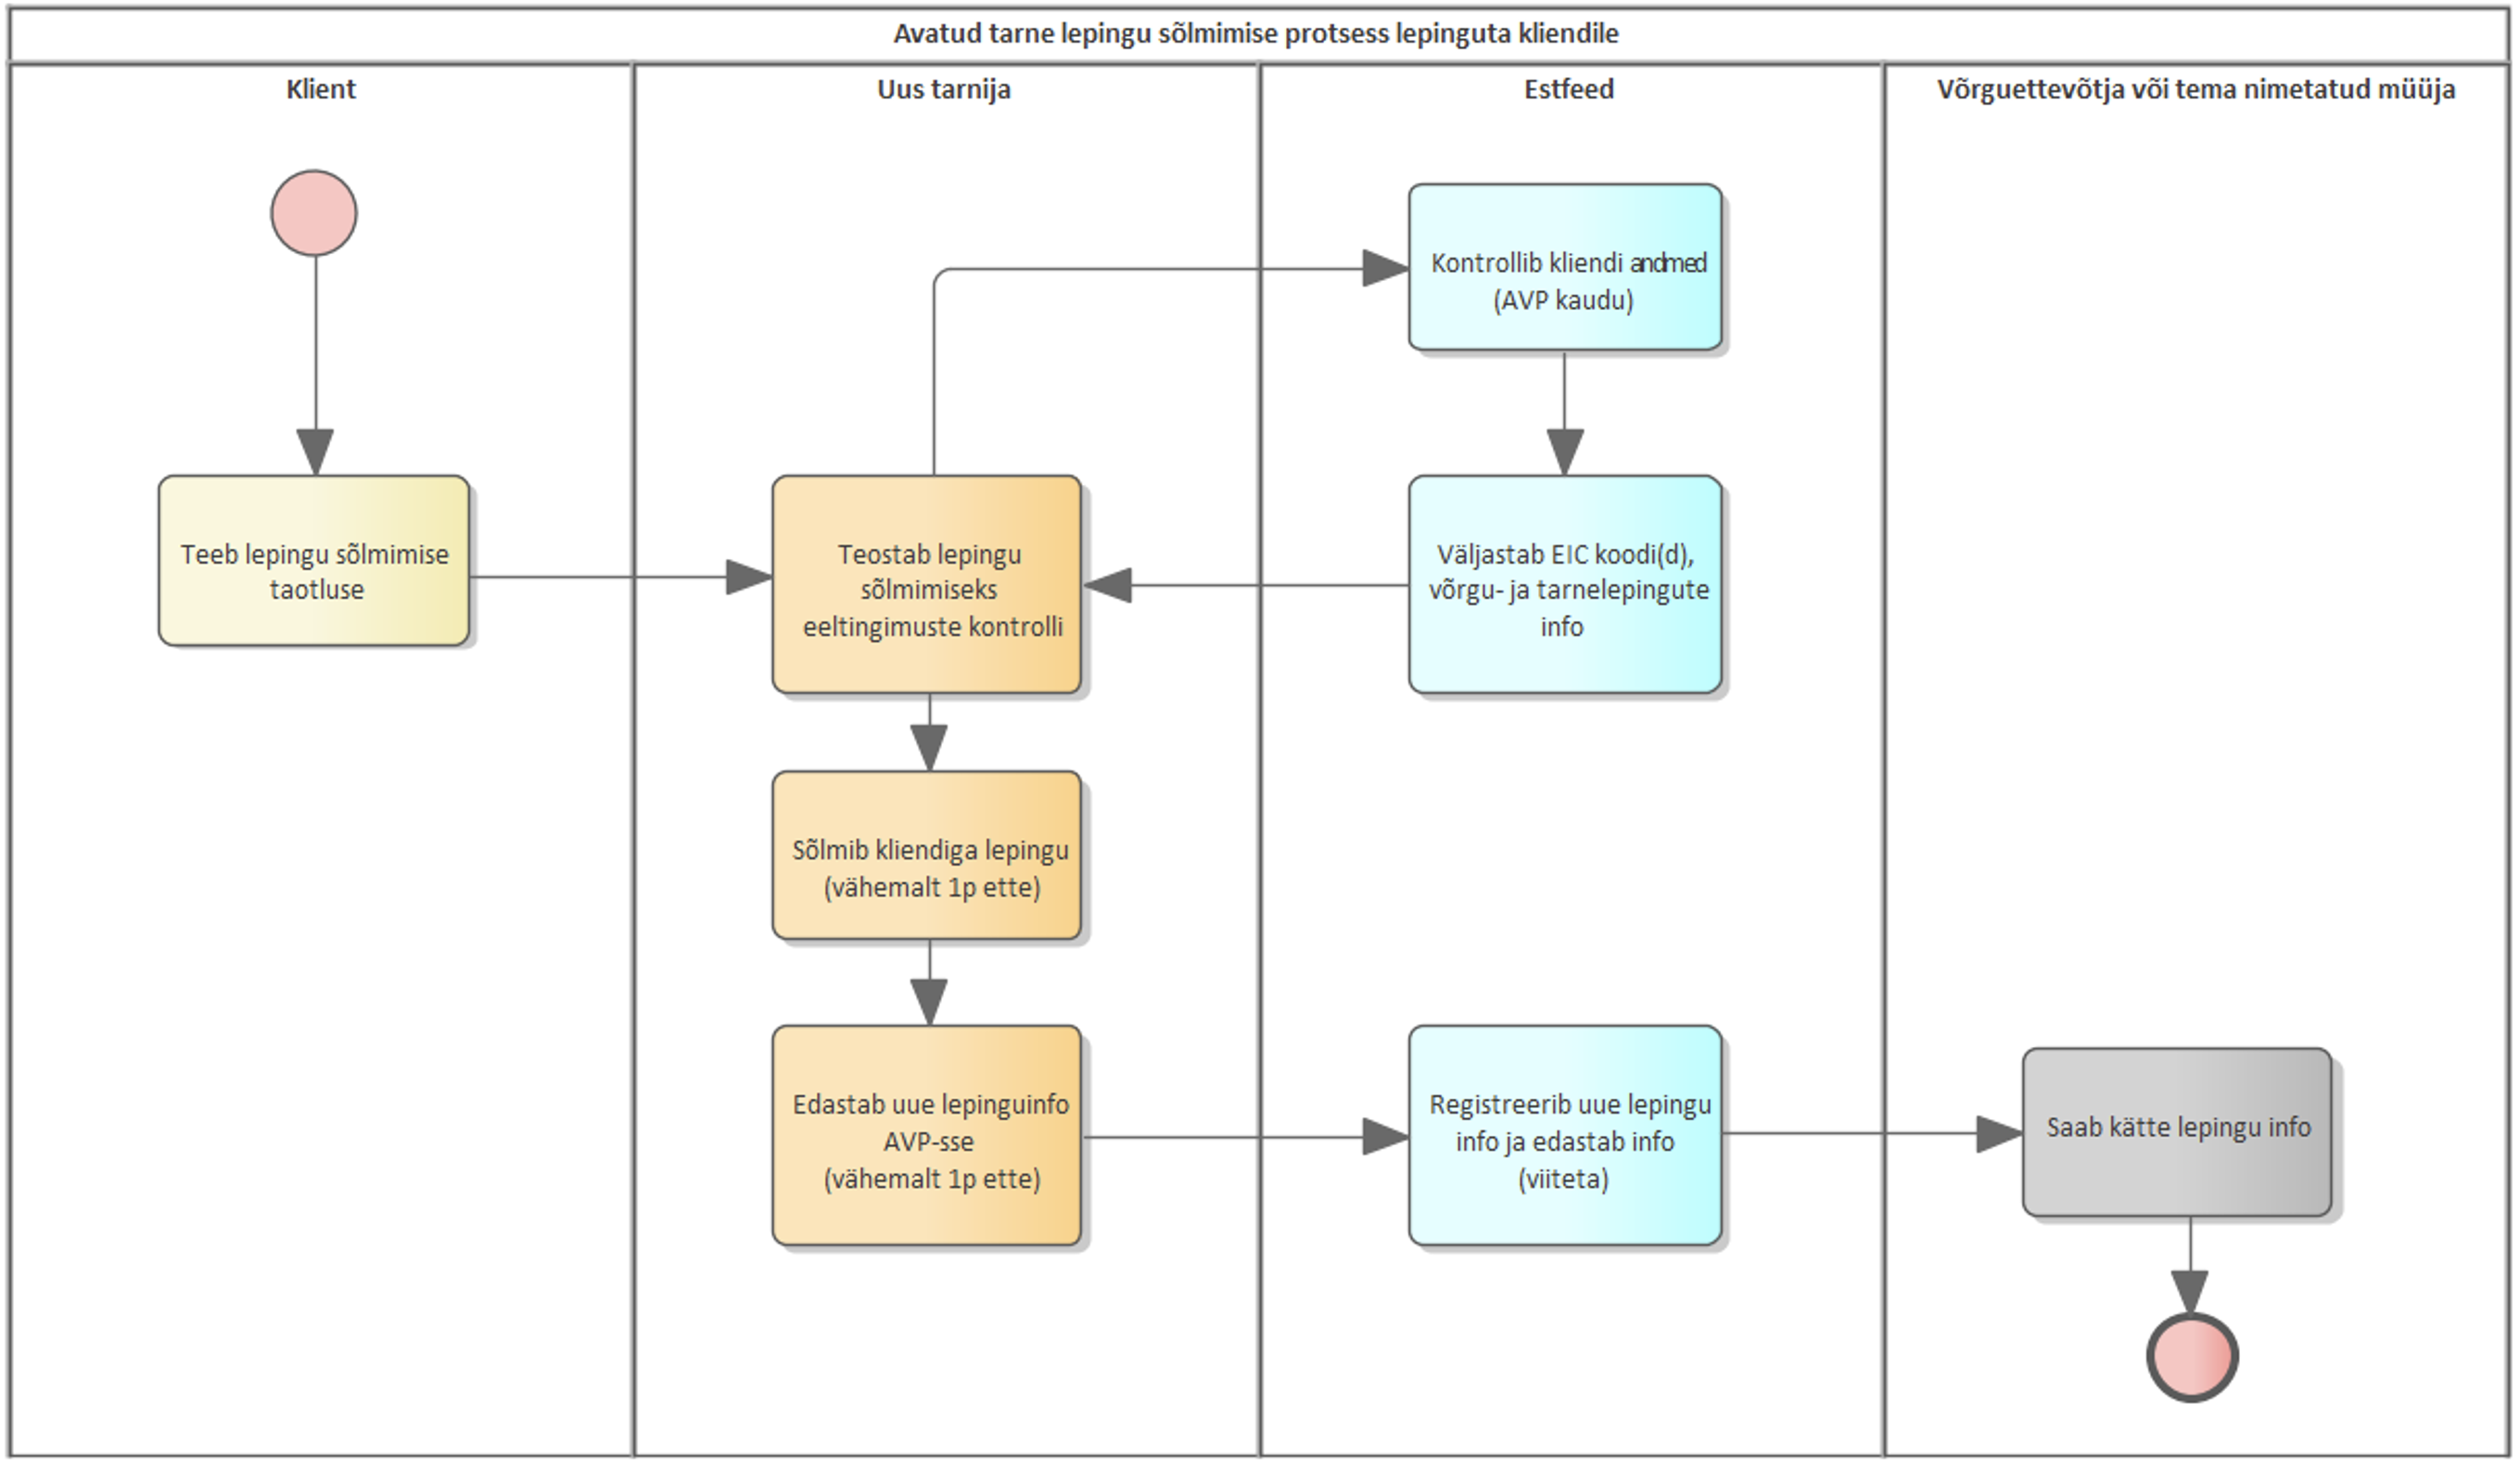 Avatud tarne lepingu sõlmimise protsess lepinguta kliendile
Klient
Uus tarnija
Estfeed
Võrguettevõtja või tema nimetatud müüja
Kontrollib kliendi andmed
(AVP kaudu)
Teeb lepingu sõlmimise
taotluse
Teostab lepingu
sõlmimiseks
eeltingimuste kontrolli
Väljastab EIC koodi(d),
võrgu- ja tarnelepingute
info
Sõlmib kliendiga lepingu
(vähemalt 1p ette)
Edastab uue lepinguinfo
AVP-sse
(vähemalt 1p ette)
Registreerib uue lepingu
info ja edastab info
(viiteta)
Saab kätte lepingu info